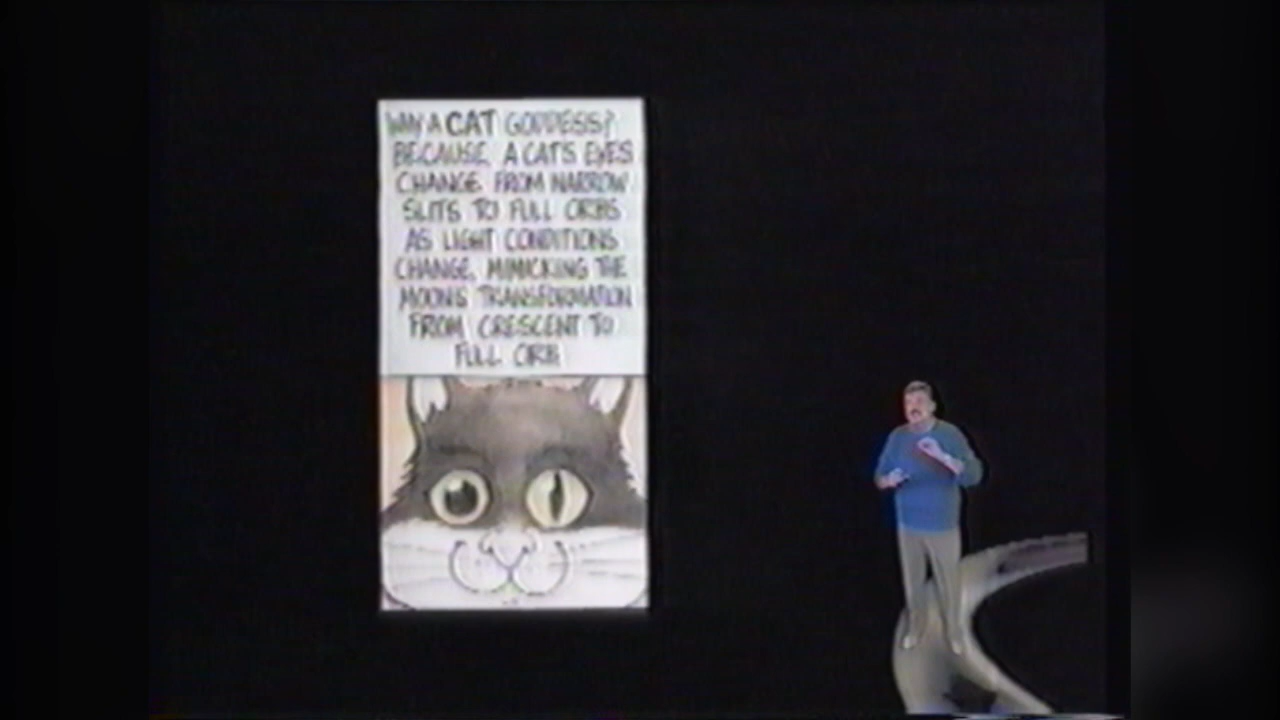 WHY A CAT GODDESS?
BECAUSE A CAT'S EYES
CHANGE FROM NARROW
SLITS TO FULL ORBS
AS LIGHT CONDITIONS
CHANGE, MIMICKING THE
MOON'S TRANSFORMATION
FROM CRESCENT TO
FULL ORB